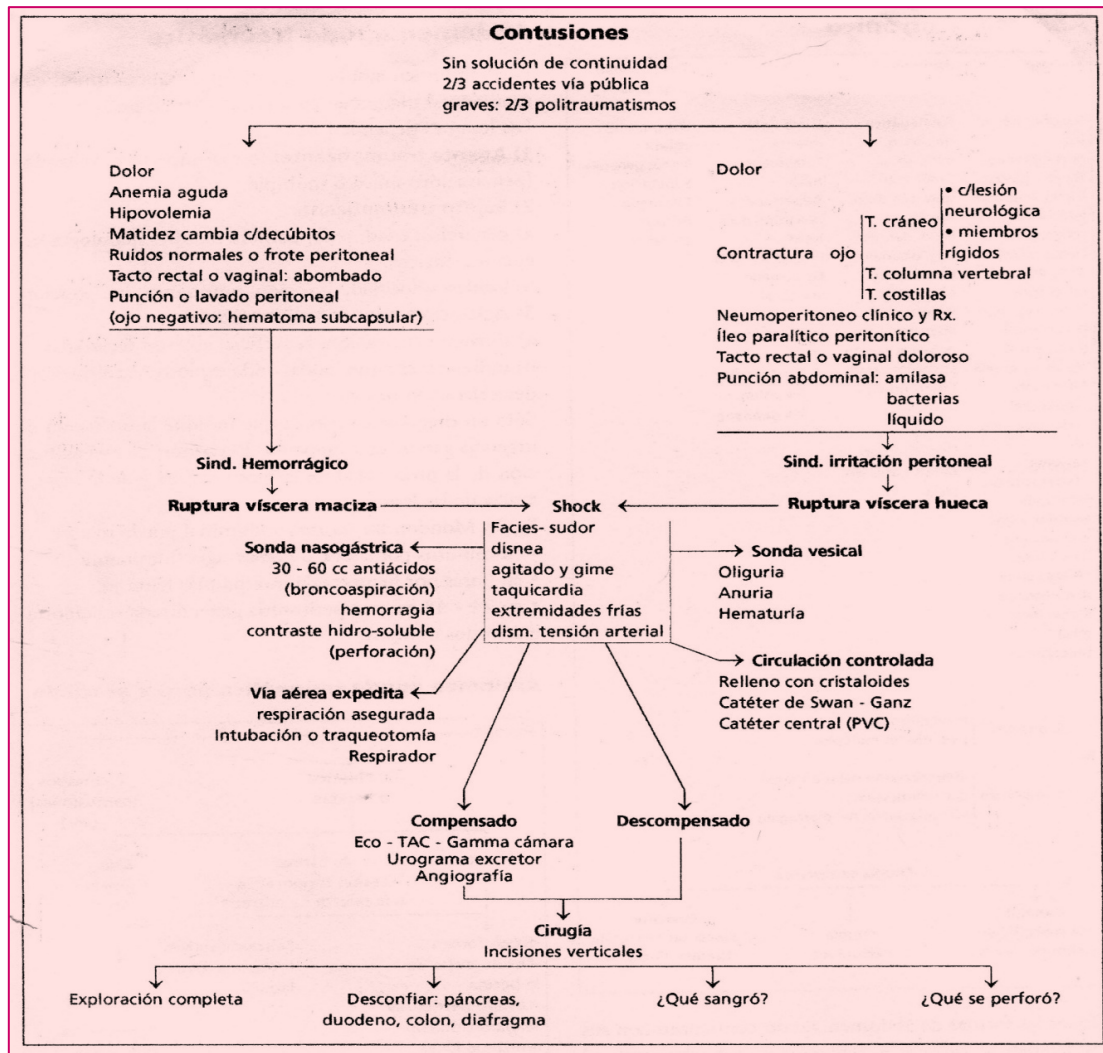 Contusiones
Sin solución de continuidad
2/3 accidentes vía pública
graves: 2/3 politraumatismos
Dolor
Anemia aguda
Hipovolemia
Matidez cambia c/decúbitos
Ruidos normales o frote peritoneal
Tacto rectal o vaginal: abombado
Punción o lavado peritoneal
(ojo negativo: hematoma subcapsular)
Sind. Hemorrágico
Ruptura víscera maciza
Dolor
Contractura ojo
T. cráneo
• c/lesión
neurológica
• miembros
rígidos
T. columna vertebral
T. costillas
Neumoperitoneo clínico y Rx.
Íleo paralítico peritonítico
Tacto rectal o vaginal doloroso
Punción abdominal: amílasa
bacterias
líquido
Sind. irritación peritoneal
Ruptura víscera hueca
Shock
Facies- sudor
disnea
agitado y gime
taquicardia
extremidades frías
dism. tensión arterial
Sonda nasogástrica
30 - 60 cc antiácidos
(broncoaspiración)
hemorragia
contraste hidro-soluble
(perforación)
Vía aérea expedita
respiración asegurada
Intubación o traqueotomía
Respirador
Sonda vesical
Oliguria
Anuria
Hematuría
Circulación controlada
Relleno con cristaloides
Catéter de Swan - Ganz
Catéter central (PVC)
Compensado
Eco - TAC - Gamma cámara
Urograma excretor
Angiografía
Descompensado
Cirugía
Incisiones verticales
Exploración completa
Desconfiar: páncreas,
duodeno, colon, diafragma
¿Qué sangró?
¿Qué se perforó?